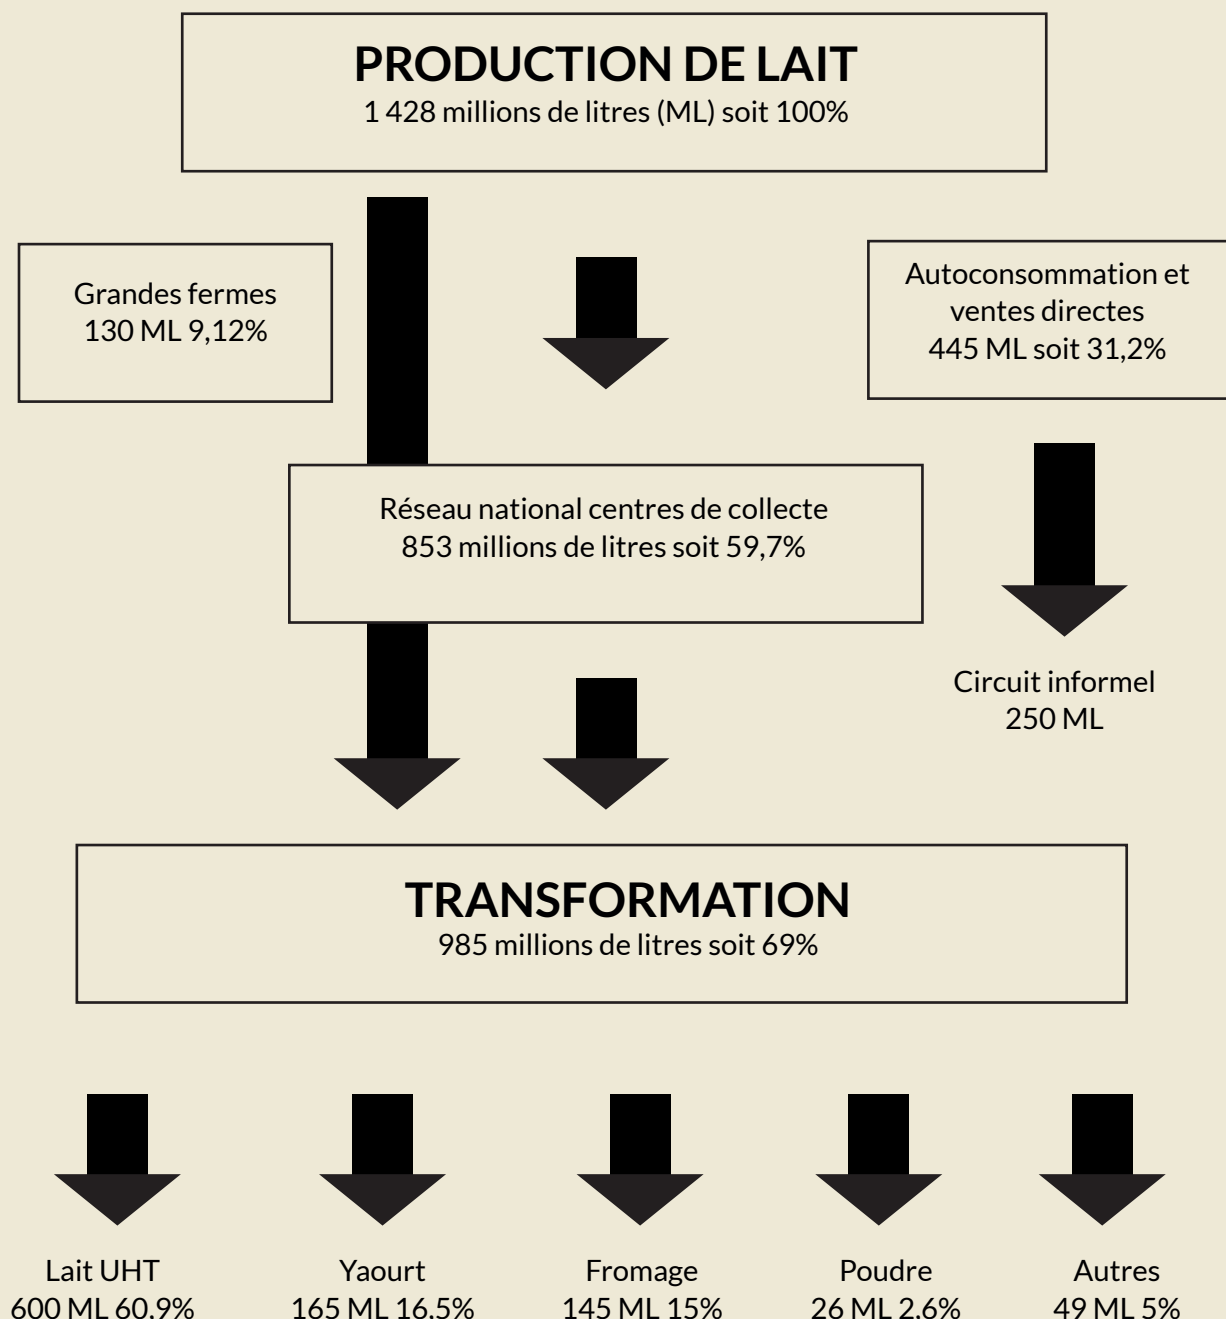 PRODUCTION DE LAIT
1 428 millions de litres (ML) soit 100%
Grandes fermes
130 ML 9,12%
Autoconsommation et
ventes directes
445 ML soit 31,2%
Réseau national centres de collecte
853 millions de litres soit 59,7%
Circuit informel
250 ML
TRANSFORMATION
985 millions de litres soit 69%
Lait UHT
600 ML 60,9%
Yaourt
165 ML 16,5%
Fromage
145 ML 15%
Poudre
26 ML 2,6%
Autres
49 ML 5%